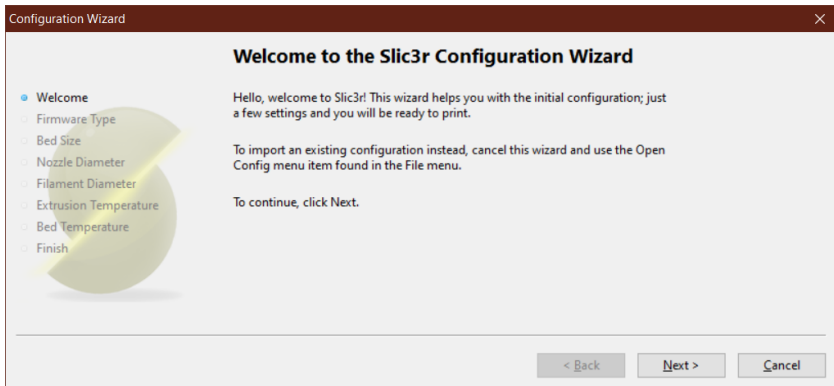 Configuration Wizard
Welcome to the Slic3r Configuration Wizard
Welcome
Firmware Type
Bed Size
Nozzle Diameter
Filament Diameter
Extrusion Temperature
Bed Temperature
Finish
Hello, welcome to Slic3r! This wizard helps you with the initial configuration; just
a few settings and you will be ready to print.
To import an existing configuration instead, cancel this wizard and use the Open
Config menu item found in the File menu.
To continue, click Next.
< Back
Next >
Cancel